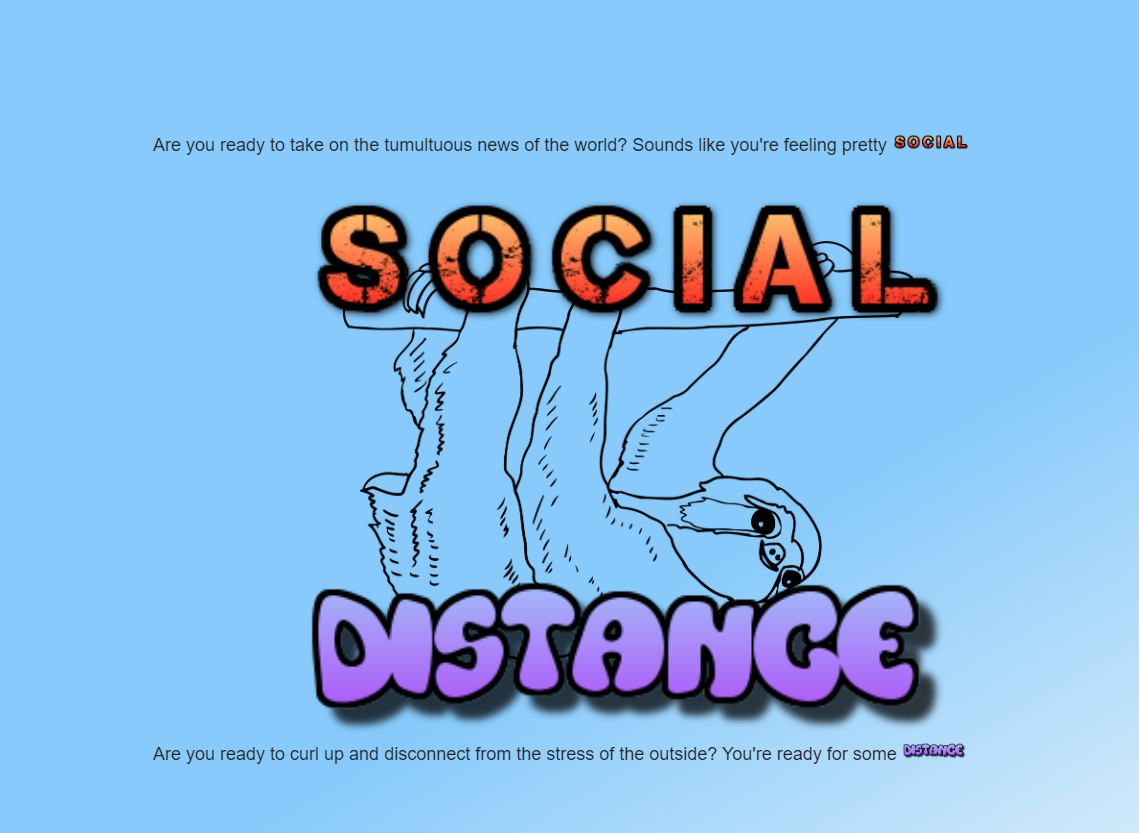 Are you ready to take on the tumultuous news of the world? Sounds like you're feeling pretty SOCIAL
SOCIAL
DISTANCE
Are you ready to curl up and disconnect from the stress of the outside? You're ready for some DISTANCE